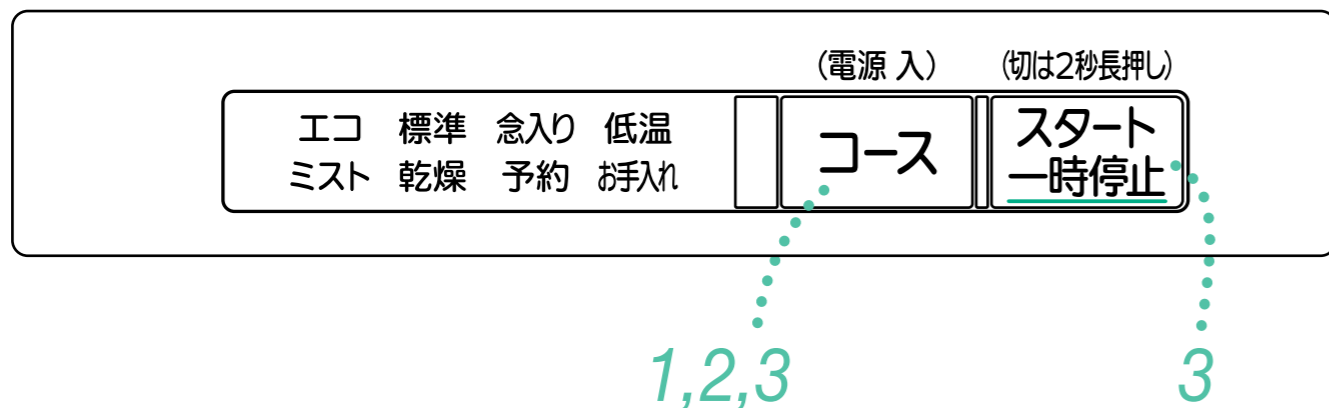 (電源 入) (切は2秒長押し)
エコ 標準 念入り 低温
ミスト 乾燥 予約 お手入れ
コース
スタート
一時停止
1,2,3
3